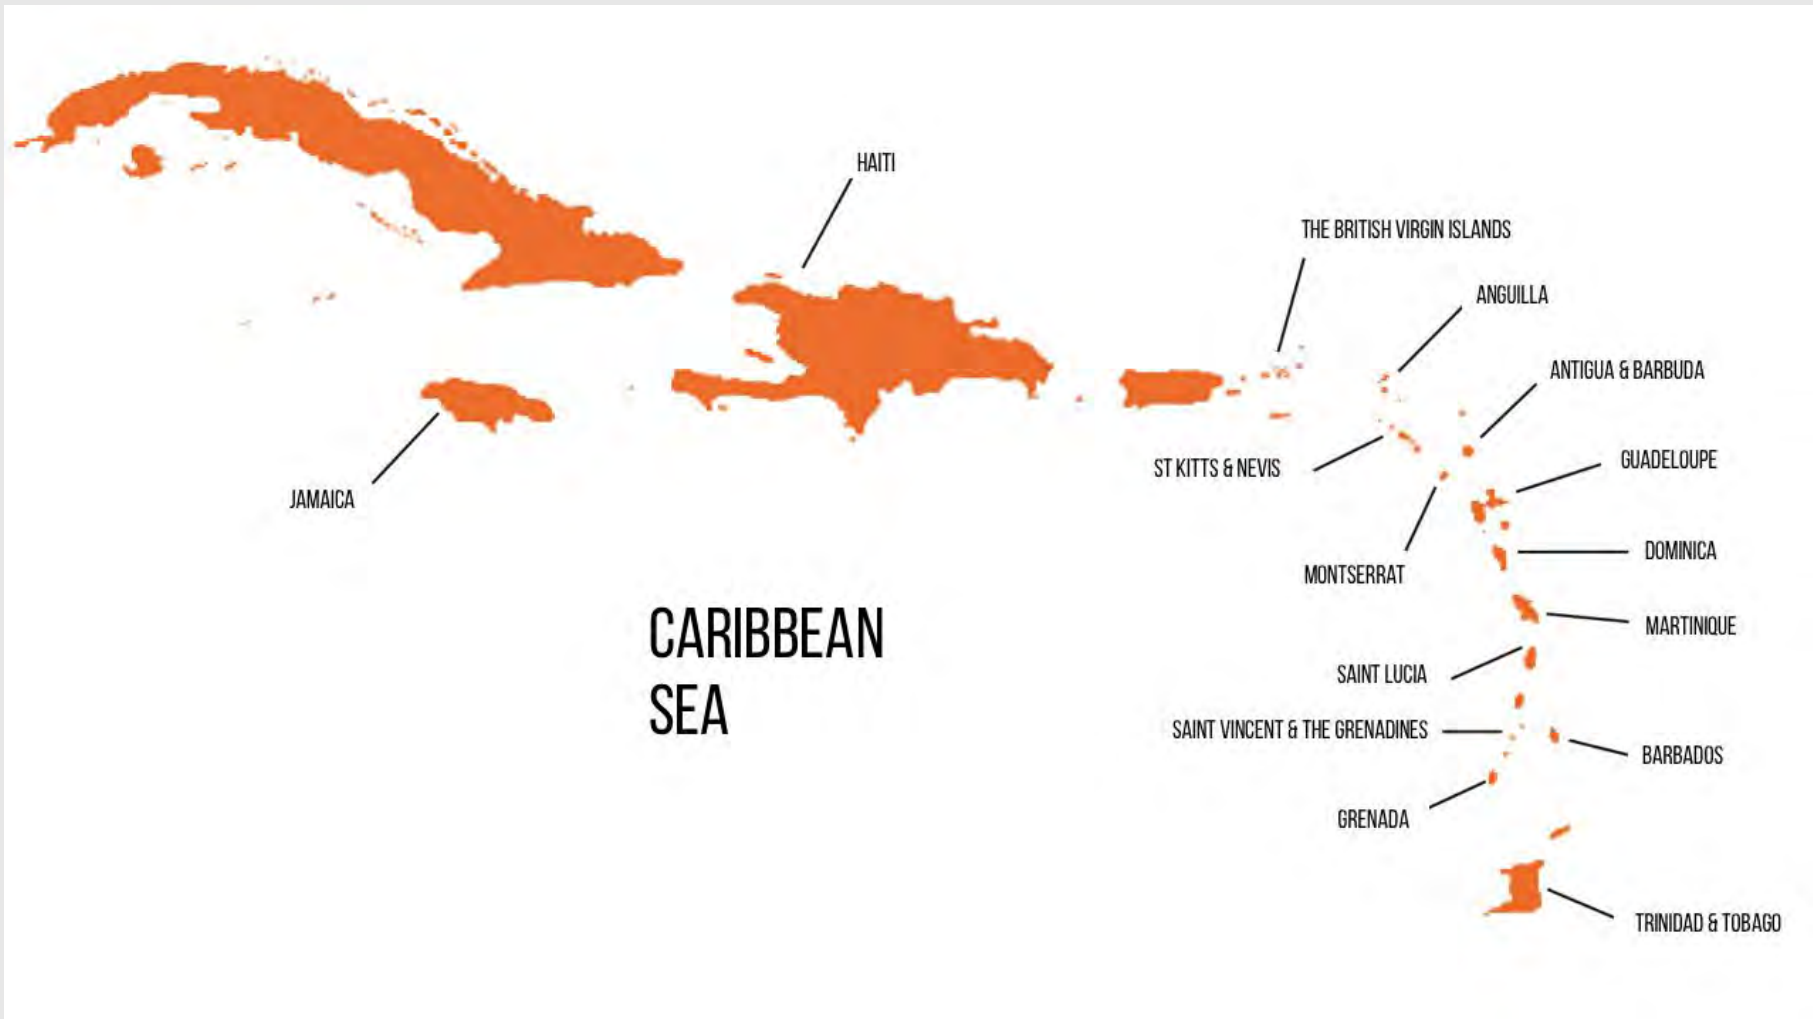 HAITI
THE BRITISH VIRGIN ISLANDS
ANGUILLA
ANTIGUA & BARBUDA
GUADELOUPE
ST KITTS & NEVIS
JAMAICA
DOMINICA
MONTSERRAT
CARIBBEAN
SEA
MARTINIQUE
SAINT LUCIA
SAINT VINCENT & THE GRENADINES
BARBADOS
GRENADA
TRINIDAD & TOBAGO